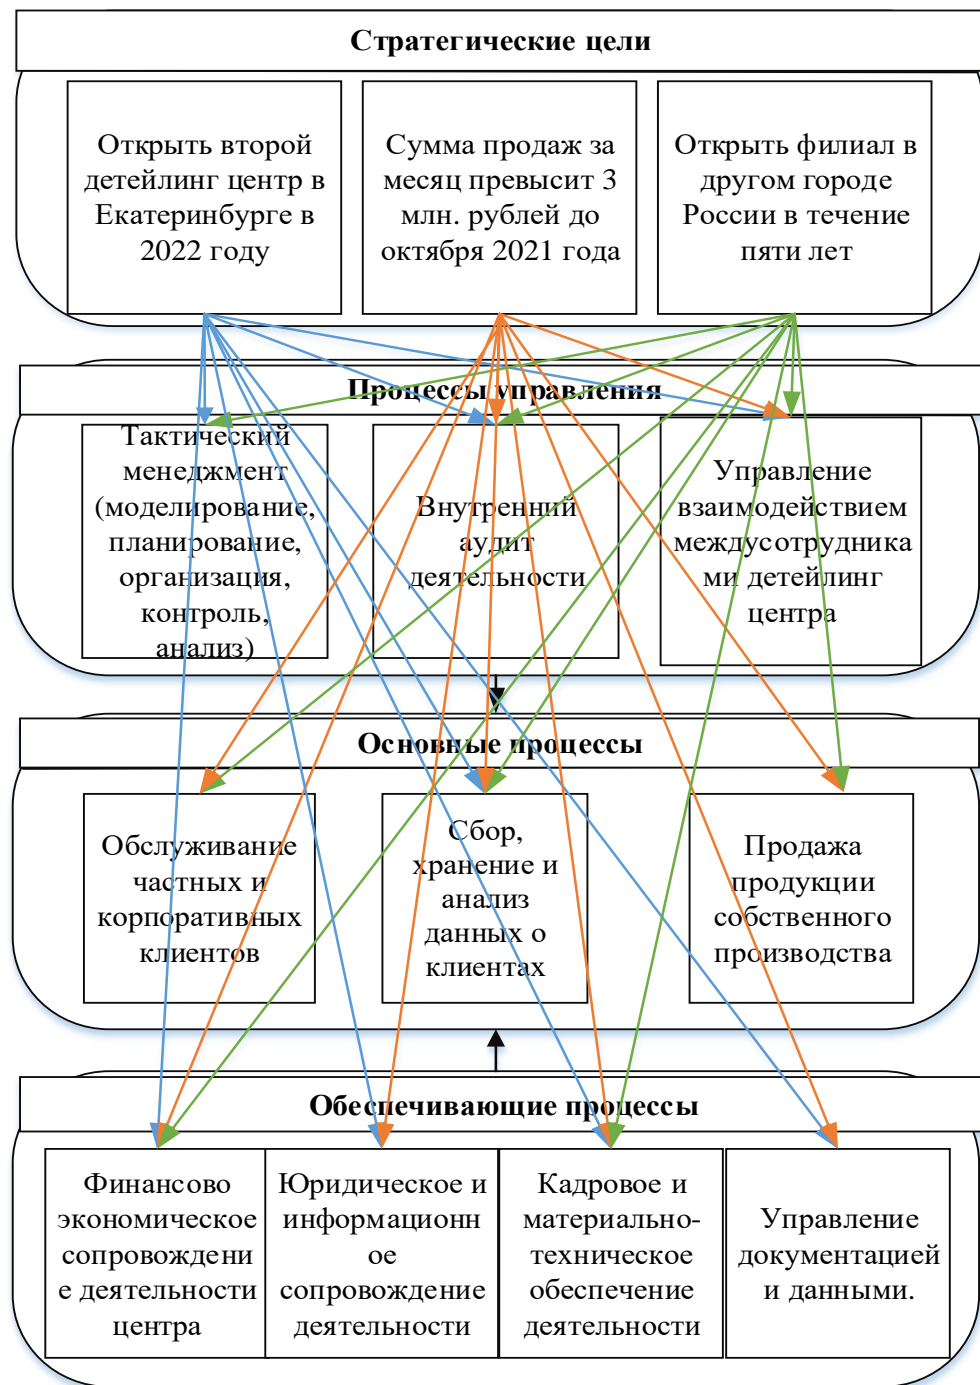 Стратегические цели
Открыть второй
детейлинг центр в
Екатеринбурге в
2022 году
Сумма продаж за
месяц превысит 3
млн. рублей до
октября 2021 года
Открыть филиал в
другом городе
России в течение
пяти лет
Процессы управления
Тактический
менеджмент
(моделирование,
планирование,
организация,
контроль,
анализ)
Внутренний
аудит
деятельности
Управление
взаимодействием
междусотрудника
ми детейлинг
центра
Основные процессы
Обслуживание
частных и
корпоративных
клиентов
Сбор,
хранение и
анализ
данных о
клиентах
Продажа
продукции
собственного
производства
Обеспечивающие процессы
Финансово
экономическое
сопровождени
е деятельности
центра
Юридическое и
информационн
ое
сопровождение
деятельности
Кадровое и
материально-
техническое
обеспечение
деятельности
Управление
документацией
и данными.